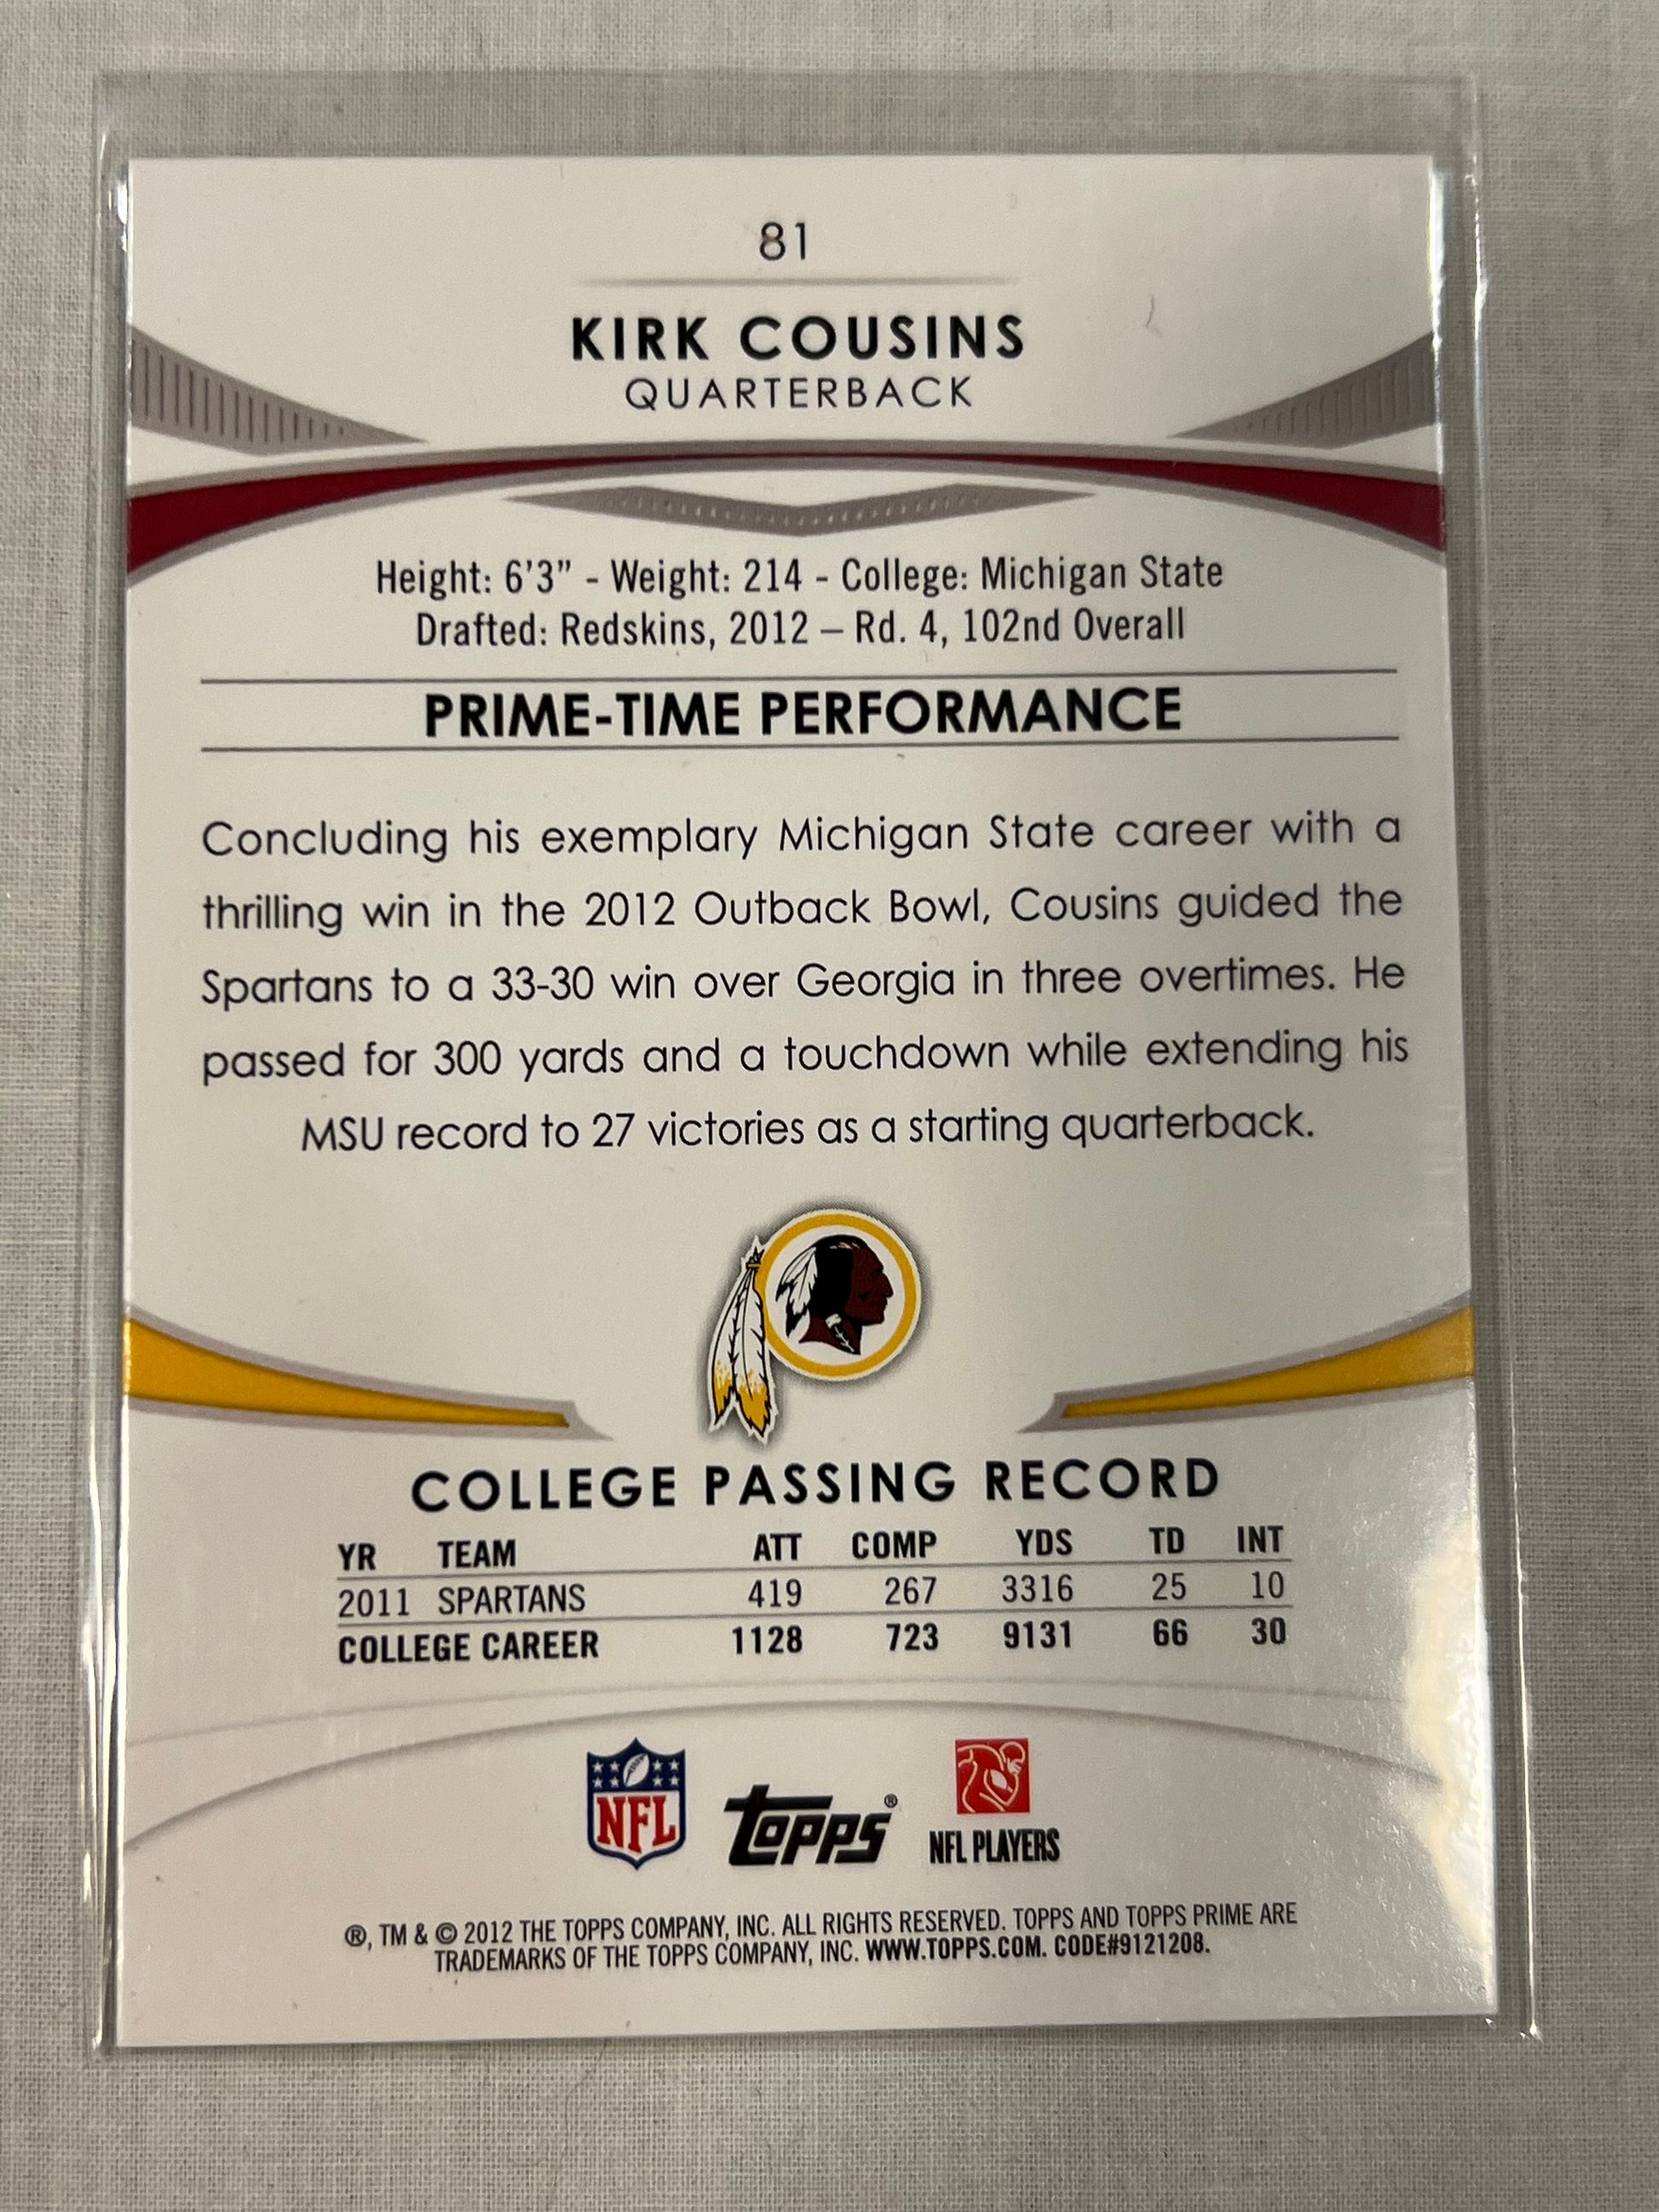 81
KIRK COUSINS
QUARTERBACK
Height: 6'3" - Weight: 214 - College: Michigan State
Drafted: Redskins, 2012 – Rd. 4, 102nd Overall
PRIME-TIME PERFORMANCE
Concluding his exemplary Michigan State career with a
thrilling win in the 2012 Outback Bowl, Cousins guided the
Spartans to a 33-30 win over Georgia in three overtimes. He
passed for 300 yards and a touchdown while extending his
MSU record to 27 victories as a starting quarterback.
COLLEGE PASSING RECORD
YR TEAM ATT COMP YDS TD INT
2011 SPARTANS 419 267 3316 25 10
COLLEGE CAREER 1128 723 9131 66 30
NFL
topps®
NFL PLAYERS
®, TM & © 2012 THE TOPPS COMPANY, INC. ALL RIGHTS RESERVED. TOPPS AND TOPPS PRIME ARE
TRADEMARKS OF THE TOPPS COMPANY, INC. WWW.TOPPS.COM. CODE#9121208.